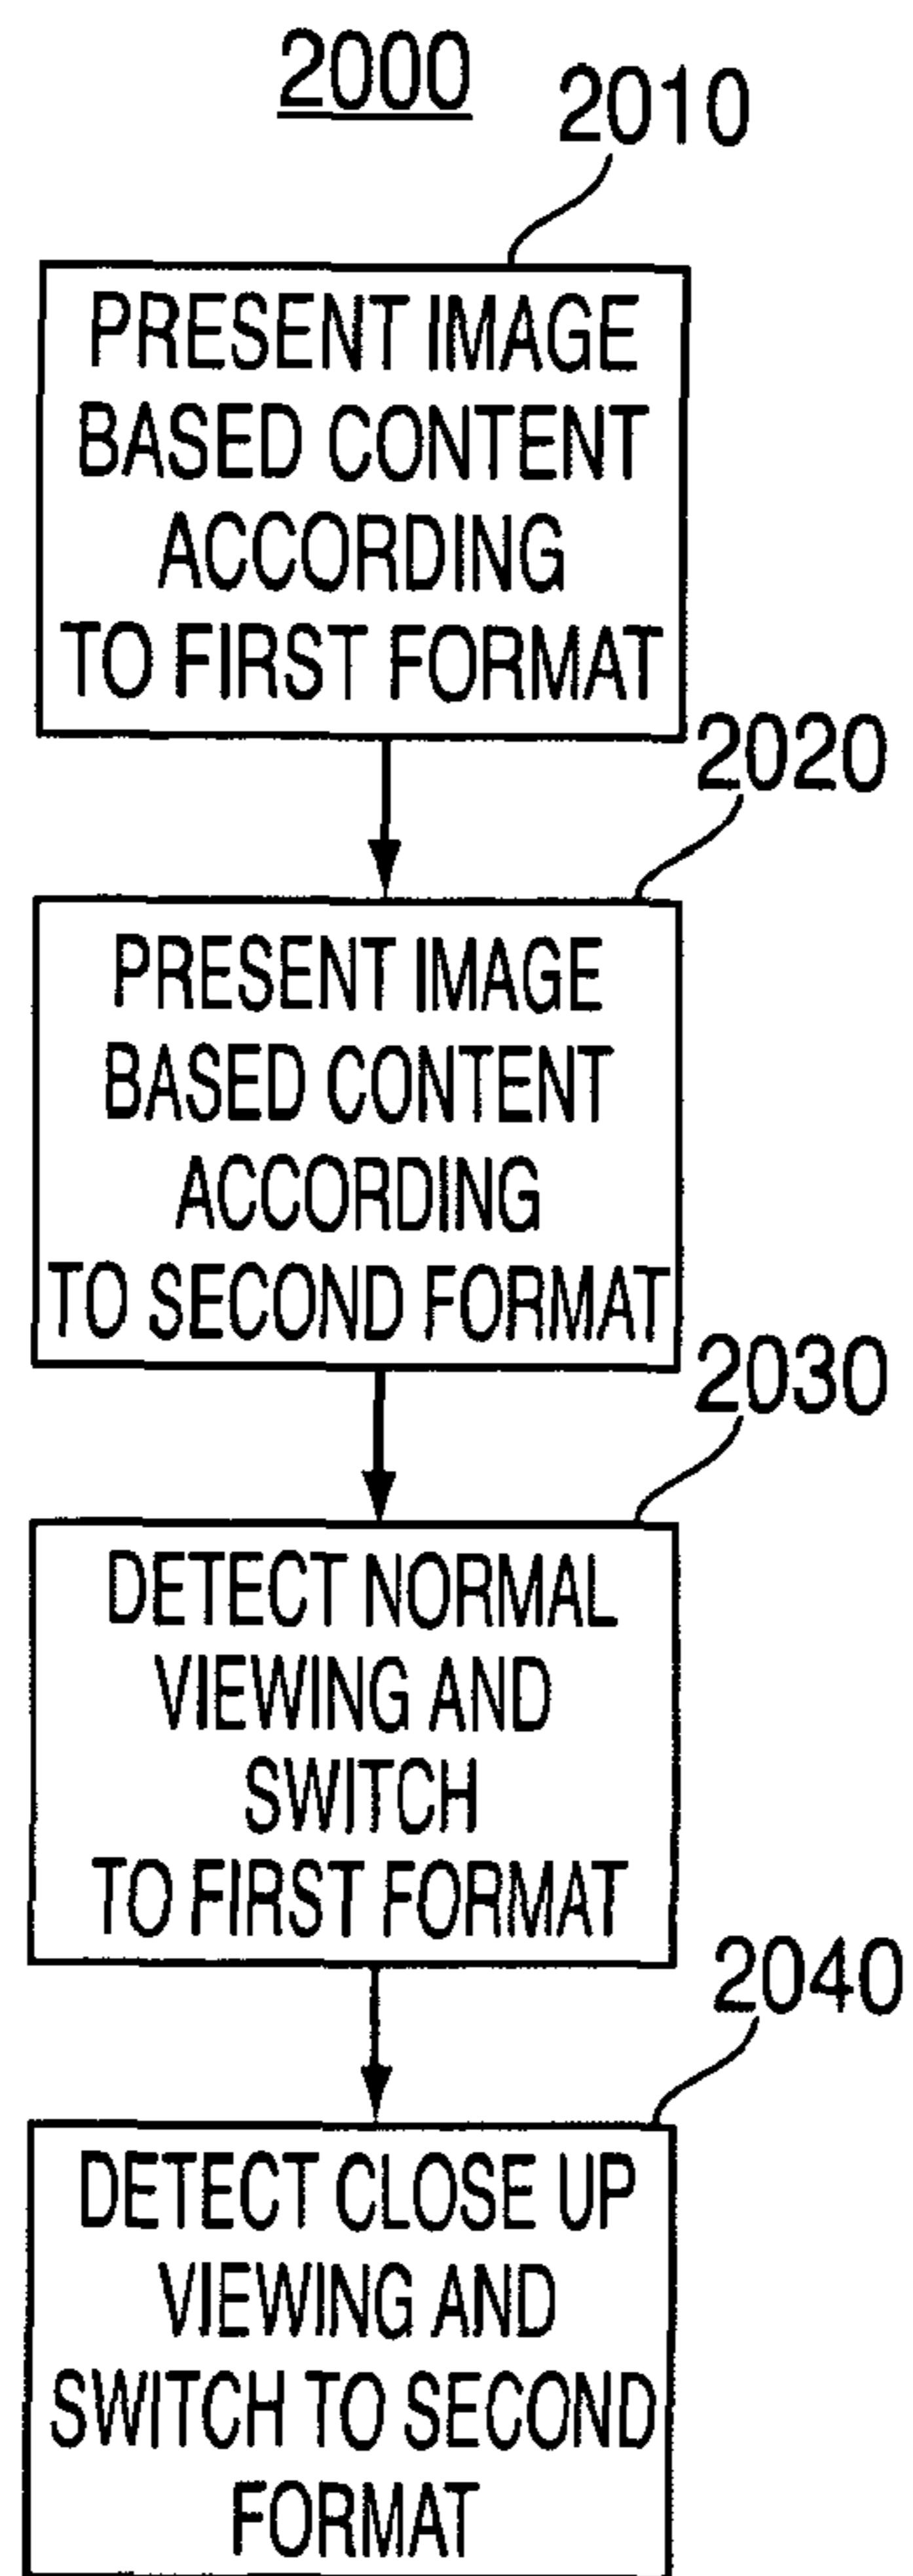 2000
2010
PRESENT IMAGE
BASED CONTENT
ACCORDING
TO FIRST FORMAT
2020
PRESENT IMAGE
BASED CONTENT
ACCORDING
TO SECOND FORMAT
2030
DETECT NORMAL
VIEWING AND
SWITCH
TO FIRST FORMAT
2040
DETECT CLOSE UP
VIEWING AND
SWITCH TO SECOND
FORMAT